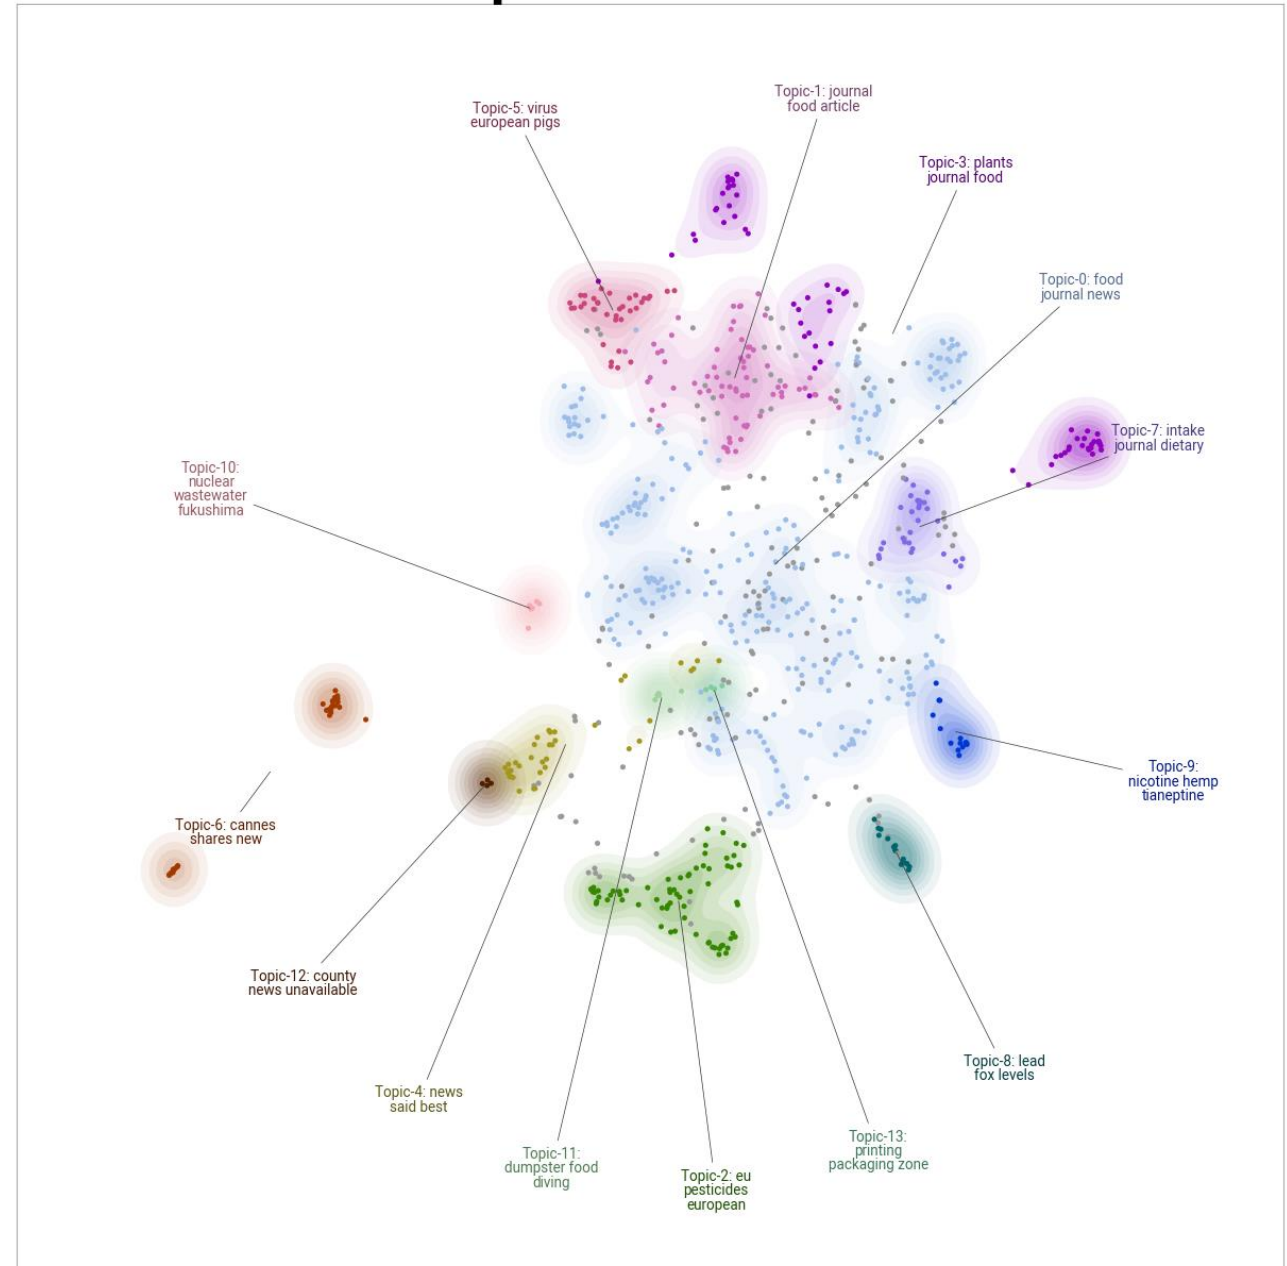 Topic-5: virus
european pigs
Topic-1: journal
food article
Topic-3: plants
journal food
Topic-0: food
journal news
Topic-7: intake
journal dietary
Topic-10:
nuclear
wastewater
fukushima
Topic-9:
nicotine hemp
tianeptine
Topic-6: cannes
shares new
Topic-12: county
news unavailable
Topic-8: lead
fox levels
Topic-4: news
said best
Topic-11:
dumpster food
diving
Topic-13:
printing
packaging zone
Topic-2: eu
pesticides
european